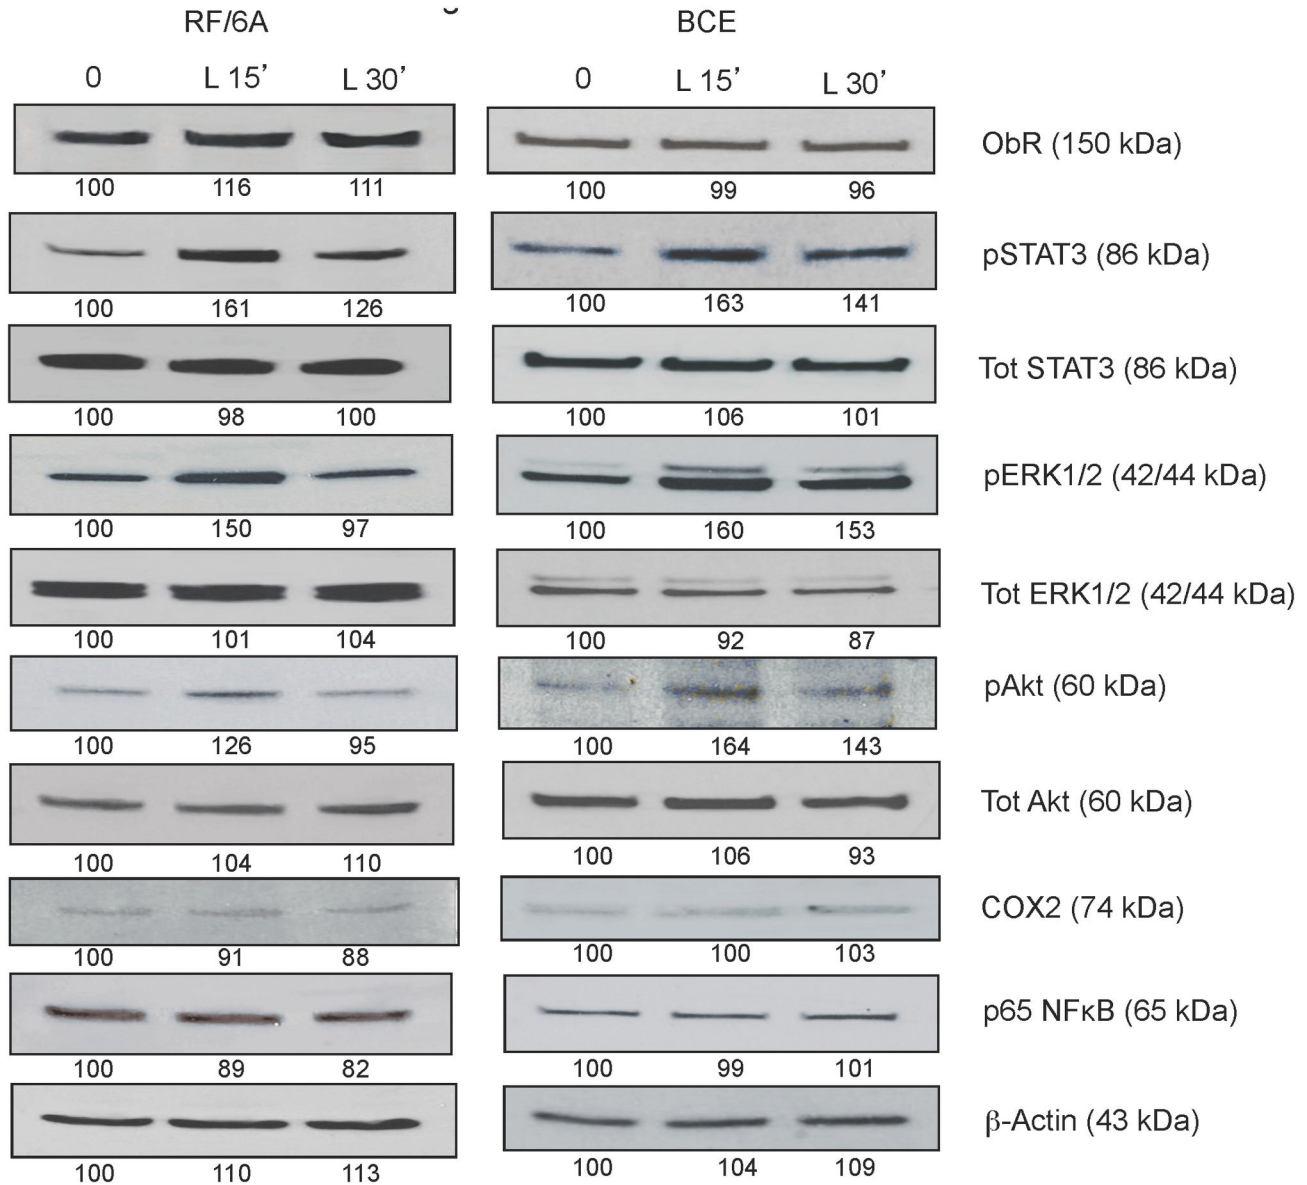 RF/6A BCE
0 L 15' L 30' 0 L 15' L 30'
ObR (150 kDa)
100 116 111 100 99 96
pSTAT3 (86 kDa)
100 161 126 100 163 141
Tot STAT3 (86 kDa)
100 98 100 100 106 101
pERK1/2 (42/44 kDa)
100 150 97 100 160 153
Tot ERK1/2 (42/44 kDa)
100 101 104 100 92 87
pAkt (60 kDa)
100 126 95 100 164 143
Tot Akt (60 kDa)
100 104 110 100 106 93
COX2 (74 kDa)
100 91 88 100 100 103
p65 NFκB (65 kDa)
100 89 82 100 99 101
β-Actin (43 kDa)
100 110 113 100 104 109